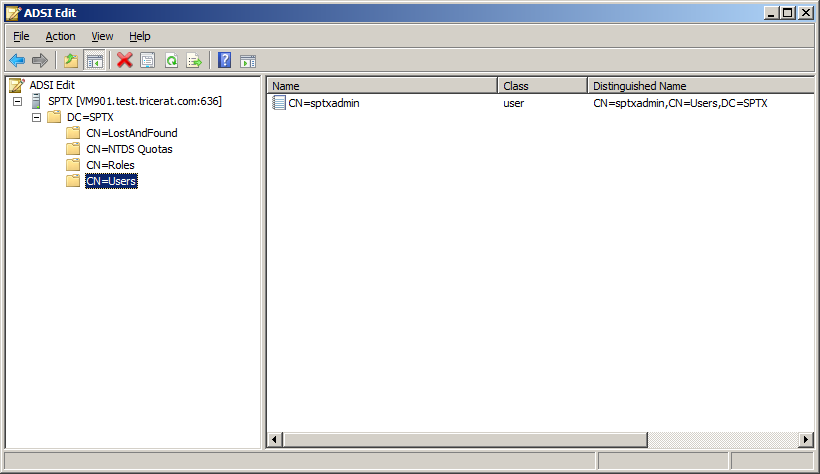 ADSI Edit
File Action View Help
ADSI Edit
SPTX [VM901.test.tricerat.com:636]
DC=SPTX
CN=LostAndFound
CN=NTDS Quotas
CN=Roles
CN=Users
Name Class Distinguished Name
CN=sptxadmin user CN=sptxadmin,CN=Users,DC=SPTX